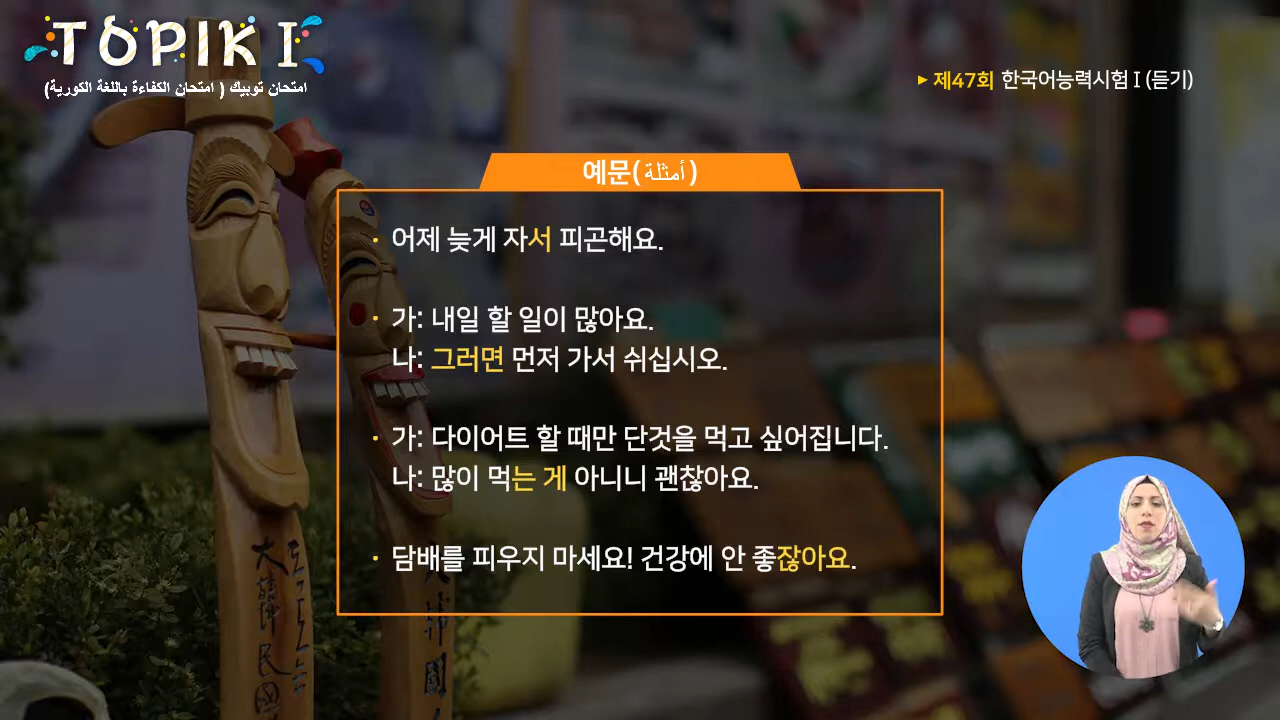 TOPIK I
امتحان توبيك ( امتحان الكفاءة باللغة الكورية)
▶ 제47회 한국어능력시험 I (듣기)
예문(أمثلة)
· 어제 늦게 자서 피곤해요.
· 가: 내일 할 일이 많아요.
나: 그러면 먼저 가서 쉬십시오.
· 가: 다이어트 할 때만 단것을 먹고 싶어집니다.
나: 많이 먹는 게 아니니 괜찮아요.
· 담배를 피우지 마세요! 건강에 안 좋잖아요.